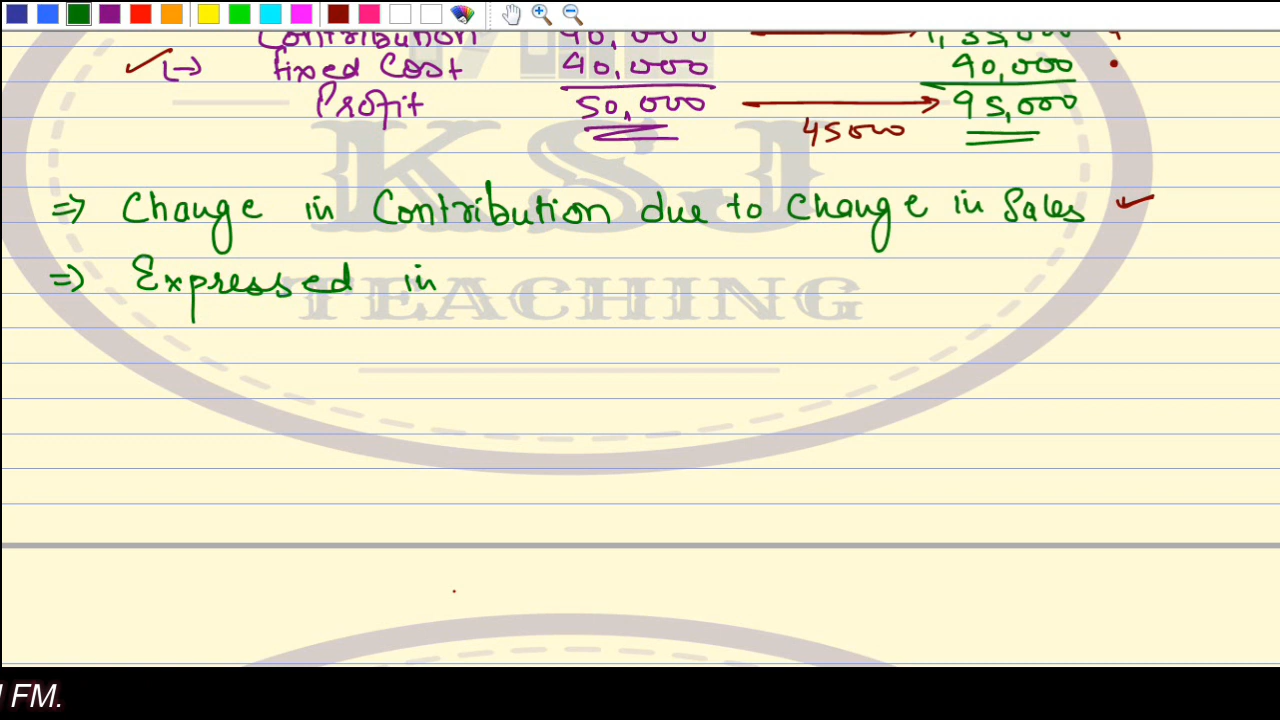 Contribution 90,000 1,35,000
↳ Fixed Cost 40,000 40,000
Profit 50,000 95,000
45000
⇒ Change in Contribution due to Change in Sales ✓
⇒ Expressed in
KSJ
TEACHING
FM.